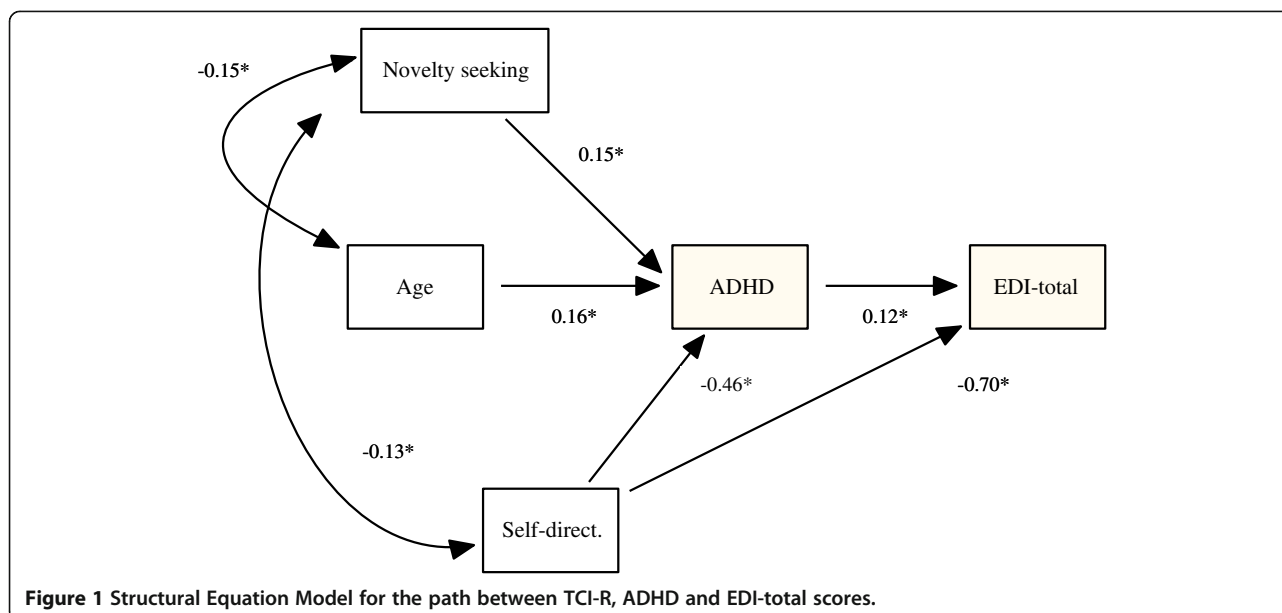 Novelty seeking
-0.15*
0.15*
Age
ADHD
EDI-total
0.16*
0.12*
-0.46*
-0.70*
-0.13*
Self-direct.
Figure 1 Structural Equation Model for the path between TCI-R, ADHD and EDI-total scores.